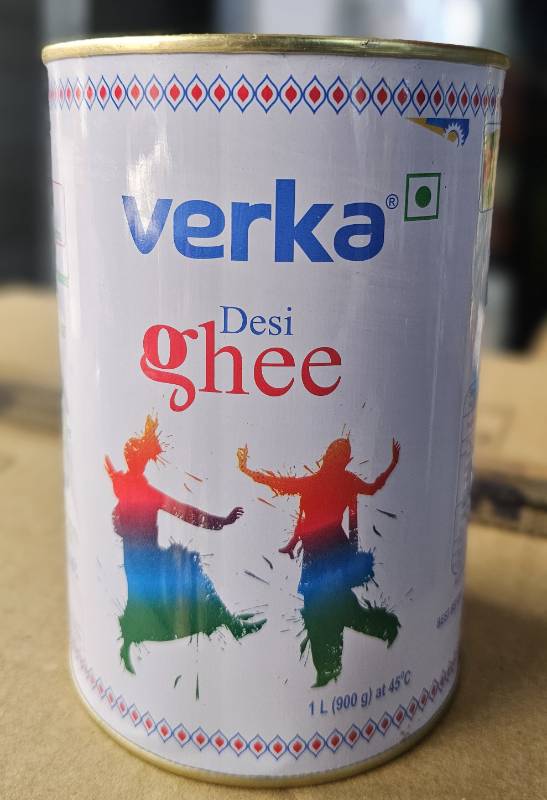 verka®
Desi
ghee
1 L (900 g) at 45°C